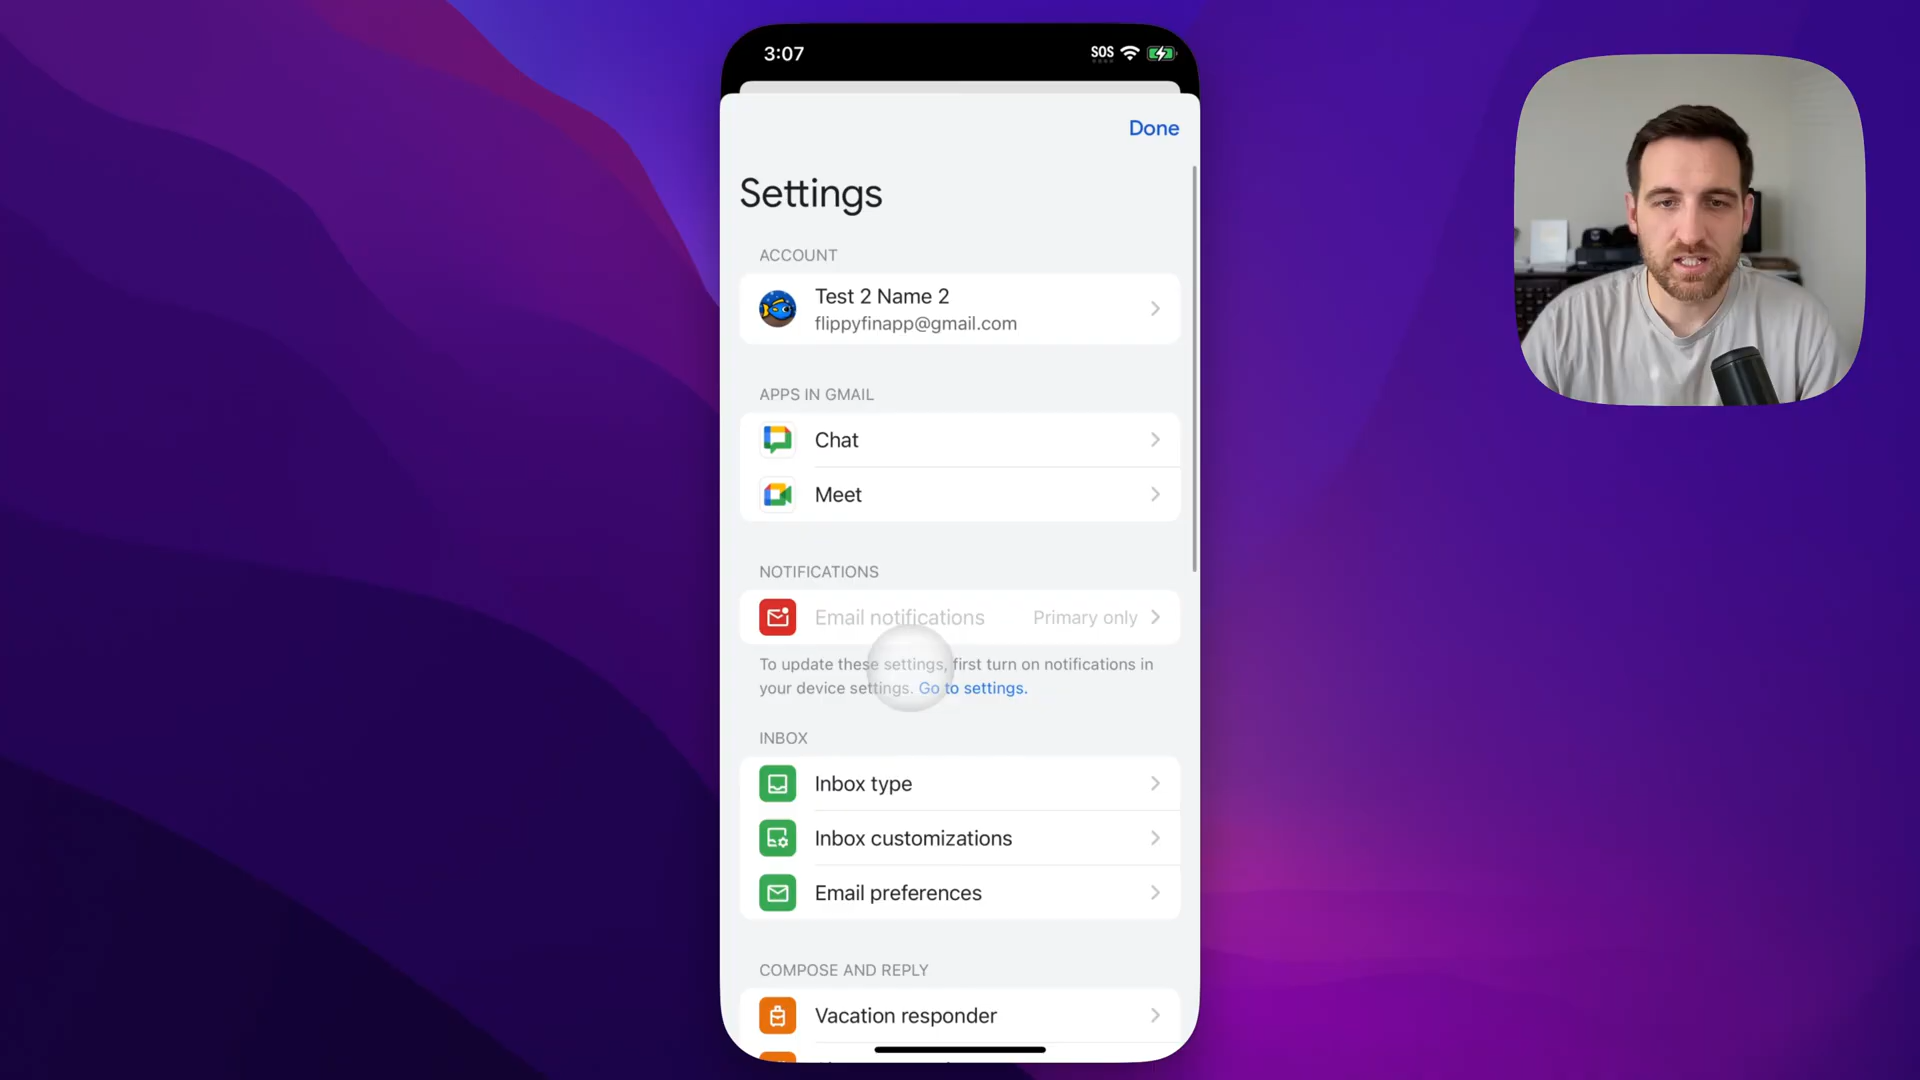 3:07
SOS
Done
Settings
ACCOUNT
Test 2 Name 2
flippyfinapp@gmail.com
APPS IN GMAIL
Chat
Meet
NOTIFICATIONS
Email notifications
Primary only
To update these settings, first turn on notifications in
your device settings. Go to settings.
INBOX
Inbox type
Inbox customizations
Email preferences
COMPOSE AND REPLY
Vacation responder